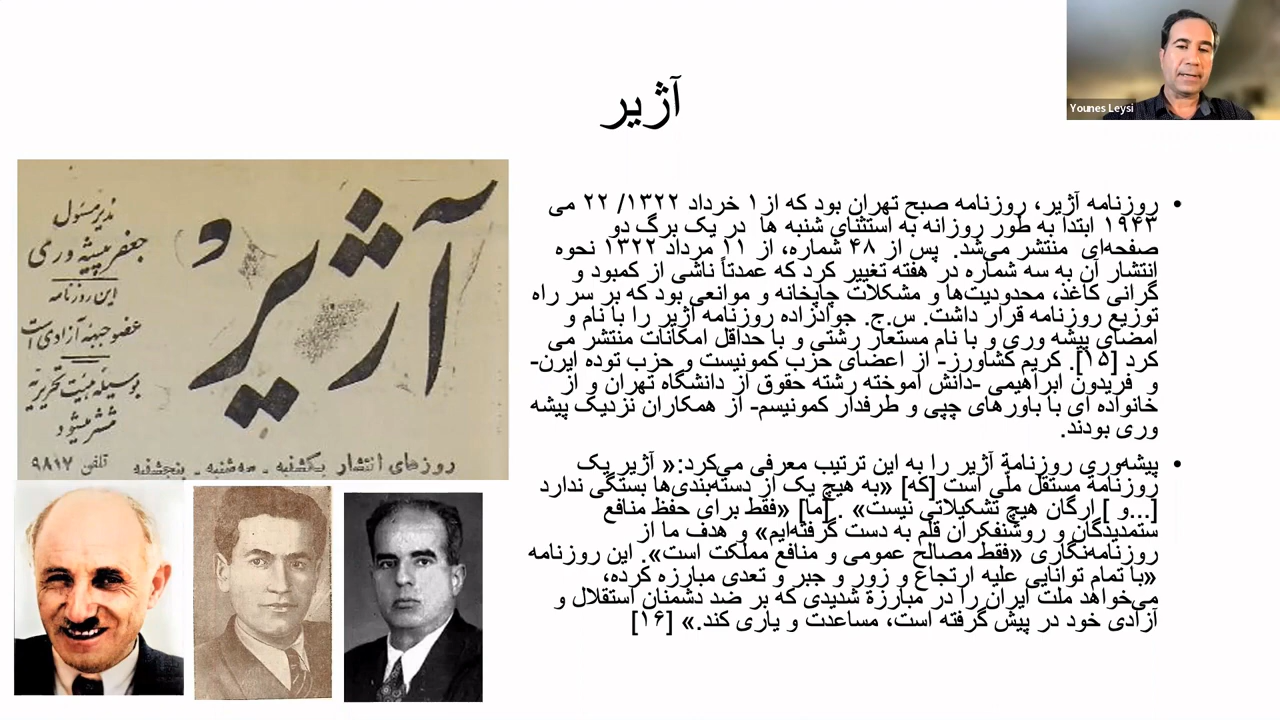 Younes Leysi
آژیر
• روزنامه آژیر، روزنامه صبح تهران بود که از۱ خرداد ۱۳۲۲/ ۲۲ می
۱۹۴۳ ابتدا به طور روزانه به استثنای شنبه ها در یک برگ دو
صفحه‌ای منتشر می‌شد. پس از ۴۸ شماره، از ۱۱ مرداد ۱۳۲۲ نحوه
انتشار آن به سه شماره در هفته تغییر کرد که عمدتاً ناشی از کمبود و
گرانی کاغذ، محدودیت‌ها و مشکلات چاپخانه و موانعی بود که بر سر راه
توزیع روزنامه قرار داشت. س.ج. جوادزاده روزنامه آژیر را با نام و
امضای پیشه وری و با نام مستعار رشتی و با حداقل امکانات منتشر می
کرد [۱۵]. کریم کشاورز- از اعضای حزب کمونیست و حزب توده ایرن-
و فریدون ابراهیمی -دانش آموخته رشته حقوق از دانشگاه تهران و از
خانواده ای با باورهای چپی و طرفدار کمونیسم- از همکاران نزدیک پیشه
وری بودند.
• پیشه‌وری روزنامة آژیر را به این ترتیب معرفی می‌کرد:« آژیر یک
روزنامة مستقل ملّی است [که] «به هیچ یک از دسته‌بندی‌ها بستگی ندارد
[...و ] ارگان هیچ تشکیلاتی نیست» . [ما] «فقط برای حفظ منافع
ستمدیدگان و روشنفکران قلم به دست گرفته‌ایم» و هدف ما از
روزنامه‌نگاری «فقط مصالح عمومی و منافع مملکت است». این روزنامه
«با تمام توانایی علیه ارتجاع و زور و جبر و تعدی مبارزه کرده،
می‌خواهد ملت ایران را در مبارزة شدیدی که بر ضد دشمنان استقلال و
آزادی خود در پیش گرفته است، مساعدت و یاری کند.» [۱۶]
آژیر
مدیر مسئول
جعفر پیشه وری
این روزنامه
عضو جبهه آزادی است
بوسیله هیئت تحریریه
منتشر میشود
روزهای انتشار یکشنبه ـ سه‌شنبه ـ پنجشنبه
تلفن ۹۸۱۷